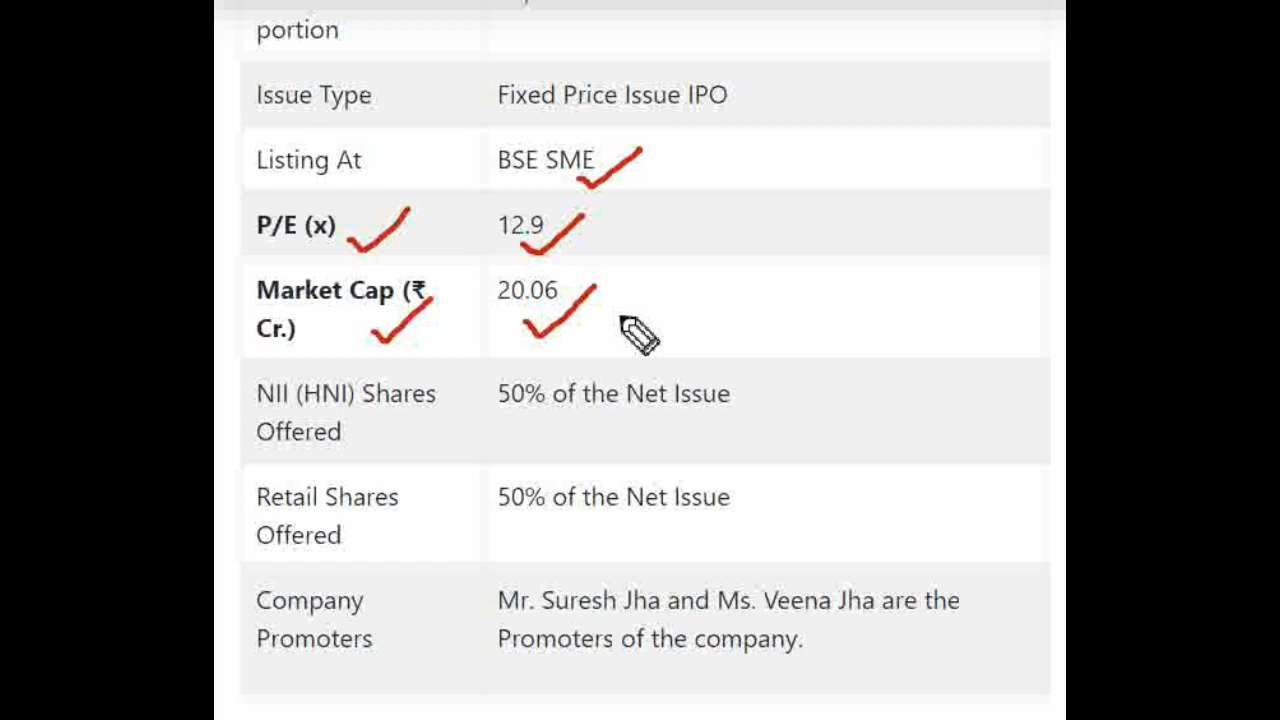 portion
Issue Type Fixed Price Issue IPO
Listing At BSE SME
P/E (x) 12.9
Market Cap (₹ 20.06
Cr.)
NII (HNI) Shares 50% of the Net Issue
Offered
Retail Shares 50% of the Net Issue
Offered
Company Mr. Suresh Jha and Ms. Veena Jha are the
Promoters Promoters of the company.